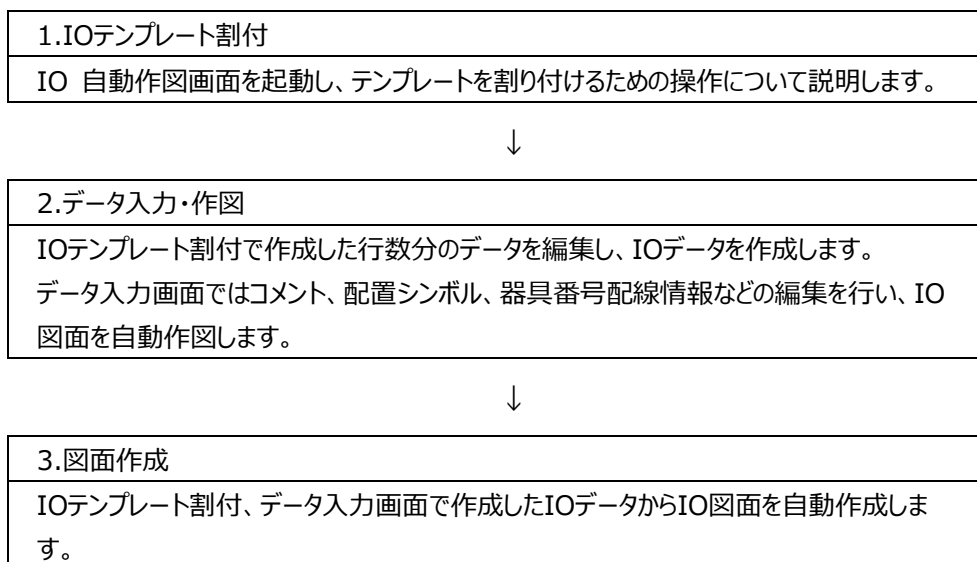 1.IOテンプレート割付
IO 自動作図画面を起動し、テンプレートを割り付けるための操作について説明します。
↓
2.データ入力・作図
IOテンプレート割付で作成した行数分のデータを編集し、IOデータを作成します。
データ入力画面ではコメント、配置シンボル、器具番号配線情報などの編集を行い、IO
図面を自動作図します。
↓
3.図面作成
IOテンプレート割付、データ入力画面で作成したIOデータからIO図面を自動作成しま
す。